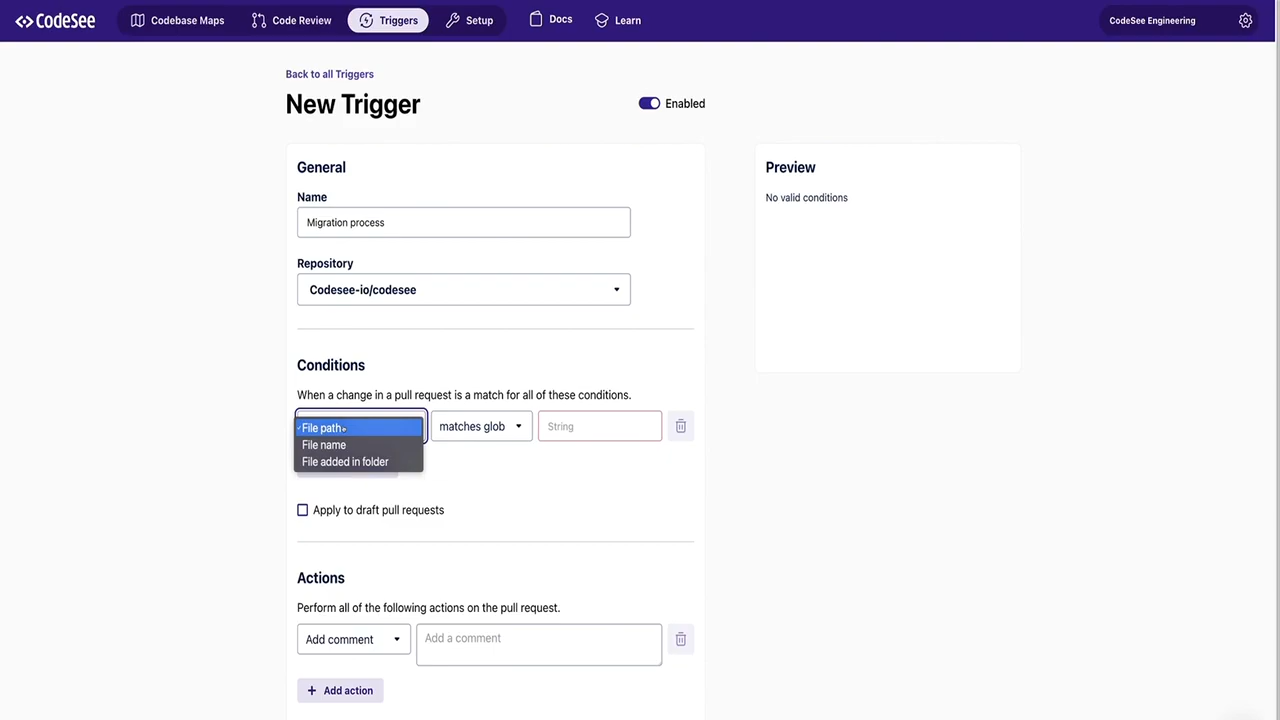 CodeSee
Codebase Maps
Code Review
Triggers
Setup
Docs
Learn
CodeSee Engineering
Back to all Triggers
New Trigger
Enabled
General
Name
Migration process
Repository
Codesee-io/codesee
Conditions
When a change in a pull request is a match for all of these conditions.
File path
File name
File added in folder
matches glob
String
Apply to draft pull requests
Actions
Perform all of the following actions on the pull request.
Add comment
Add a comment
+ Add action
Preview
No valid conditions